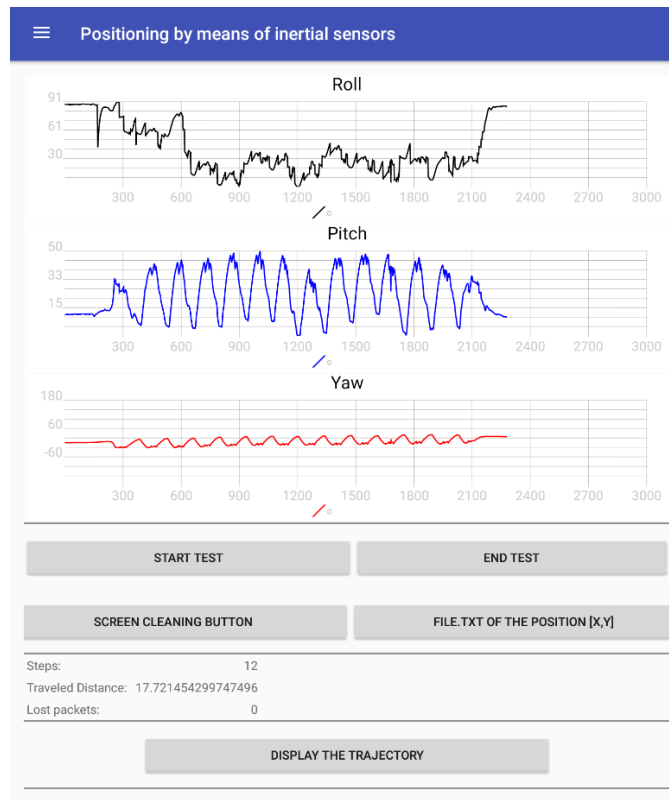 Positioning by means of inertial sensors
Roll
91
61
30
300 600 900 1200 1500 1800 2100 2400 2700 3000
Pitch
50
33
15
300 600 900 1200 1500 1800 2100 2400 2700 3000
Yaw
180
60
-60
300 600 900 1200 1500 1800 2100 2400 2700 3000
START TEST END TEST
SCREEN CLEANING BUTTON FILE.TXT OF THE POSITION [X,Y]
Steps: 12
Traveled Distance: 17.721454299747496
Lost packets: 0
DISPLAY THE TRAJECTORY